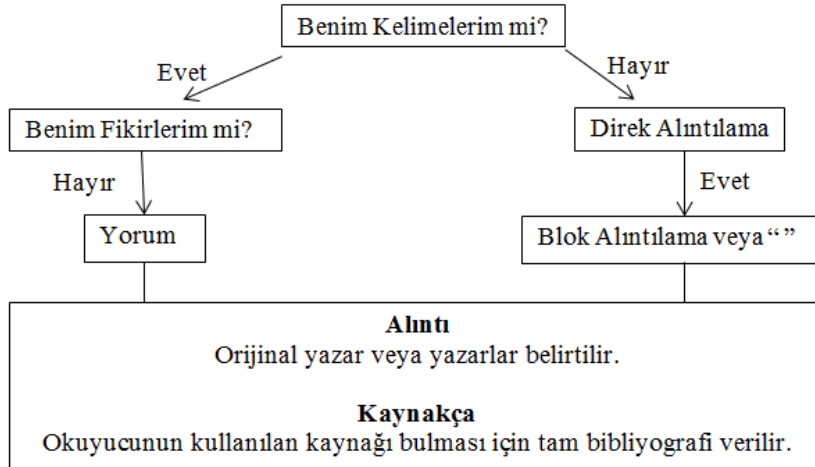 Benim Kelimelerim mi?
Evet
Hayır
Benim Fikirlerim mi?
Direk Alıntılama
Hayır
Evet
Yorum
Blok Alıntılama veya “ ”
Alıntı
Orijinal yazar veya yazarlar belirtilir.
Kaynakça
Okuyucunun kullanılan kaynağı bulması için tam bibliyografi verilir.